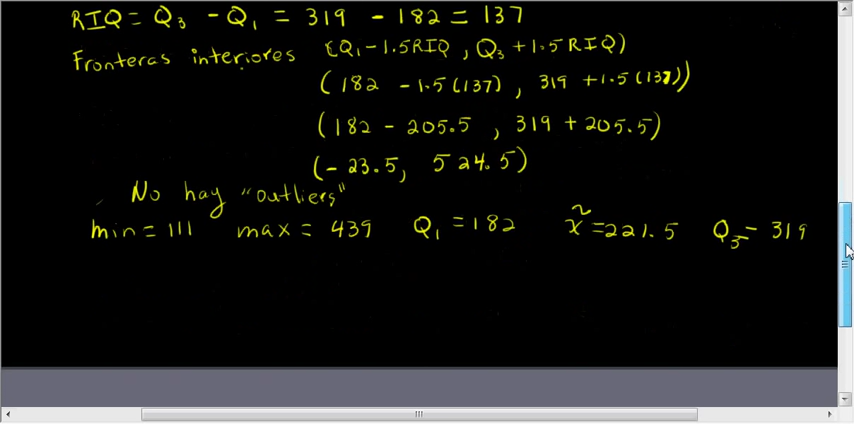 RIQ = Q₃ - Q₁ = 319 - 182 = 137
Fronteras interiores (Q₁ - 1.5RIQ, Q₃ + 1.5RIQ)
(182 - 1.5(137), 319 + 1.5(137))
(182 - 205.5, 319 + 205.5)
(-23.5, 524.5)
No hay "outliers"
min = 111 max = 439 Q₁ = 182 x̃ = 221.5 Q₃ = 319